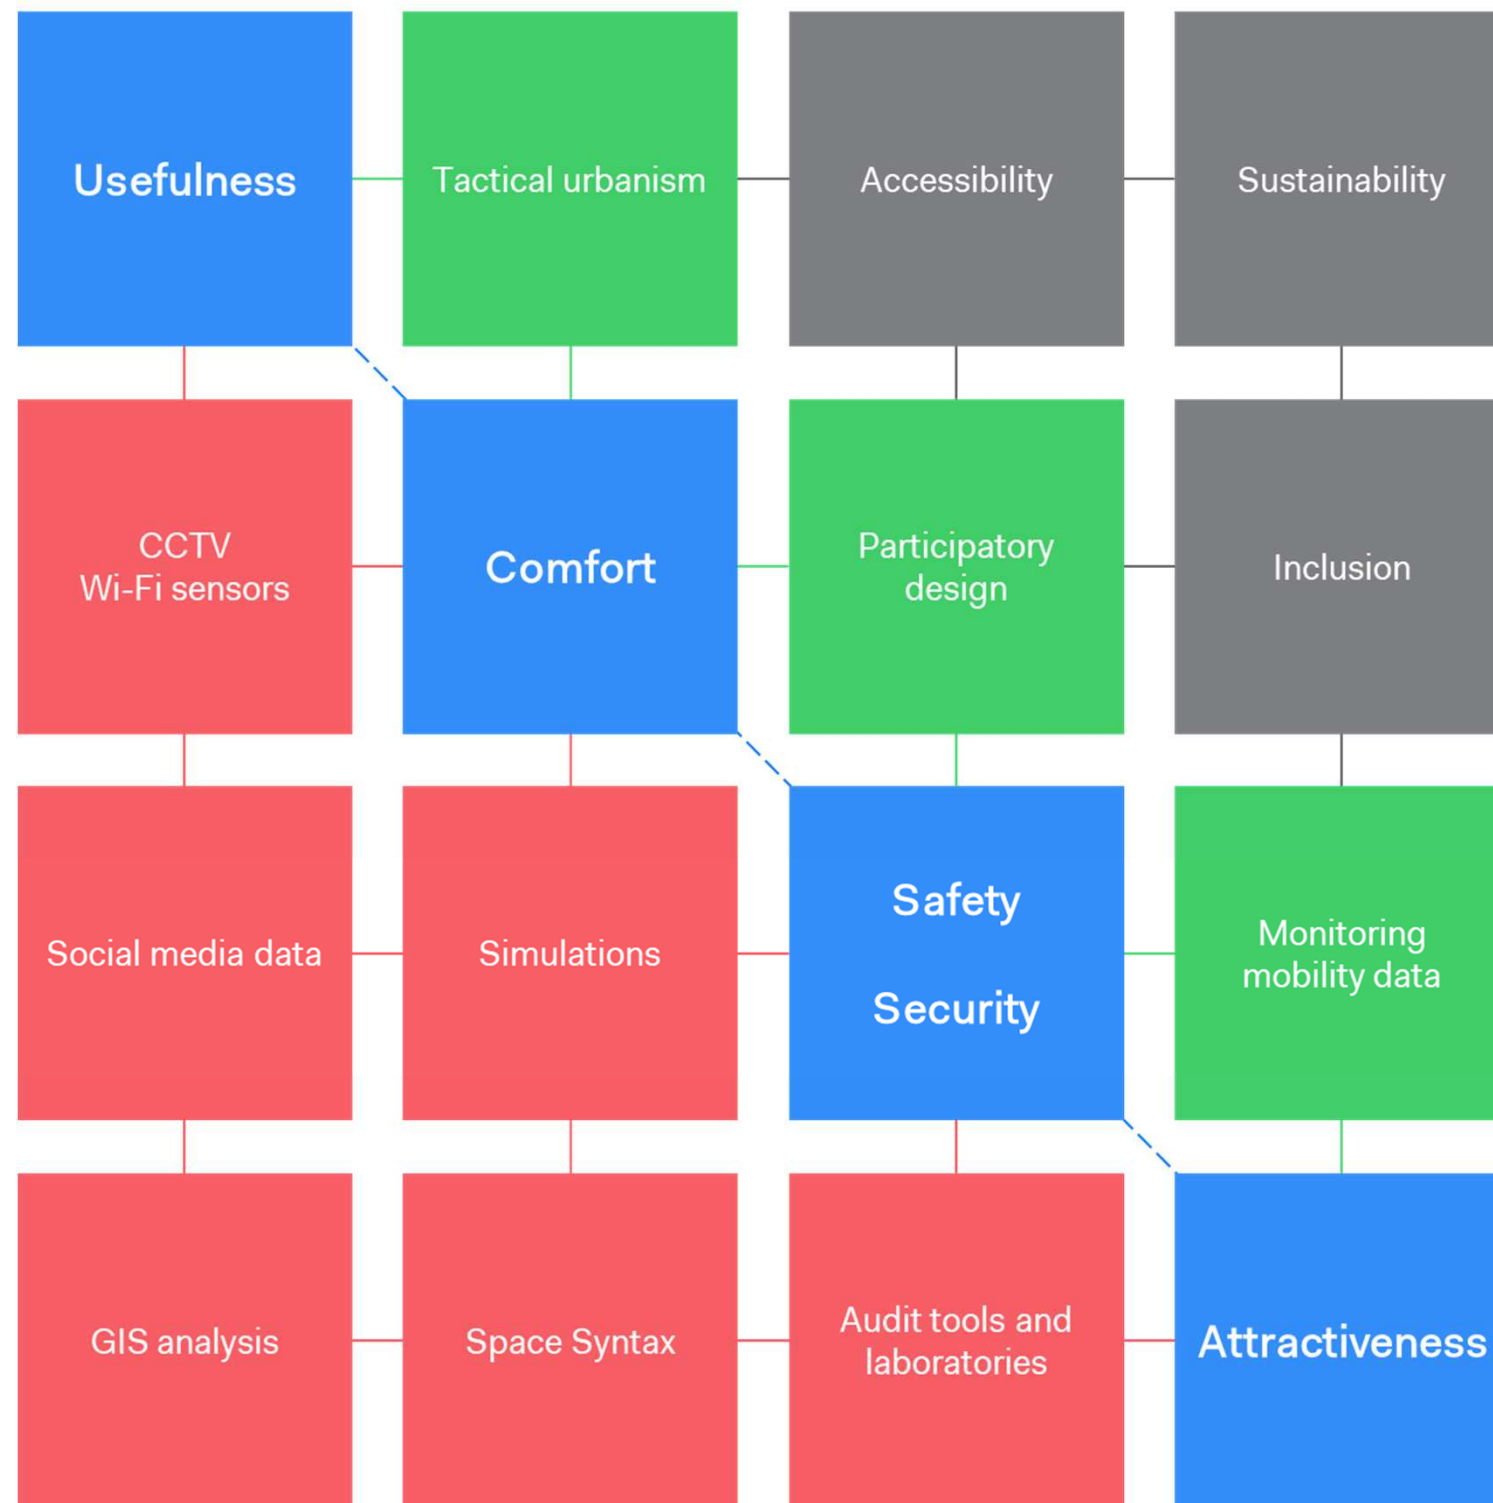 Usefulness
Tactical urbanism
Accessibility
Sustainability
CCTV
Wi-Fi sensors
Comfort
Participatory
design
Inclusion
Social media data
Simulations
Safety
Security
Monitoring
mobility data
GIS analysis
Space Syntax
Audit tools and
laboratories
Attractiveness